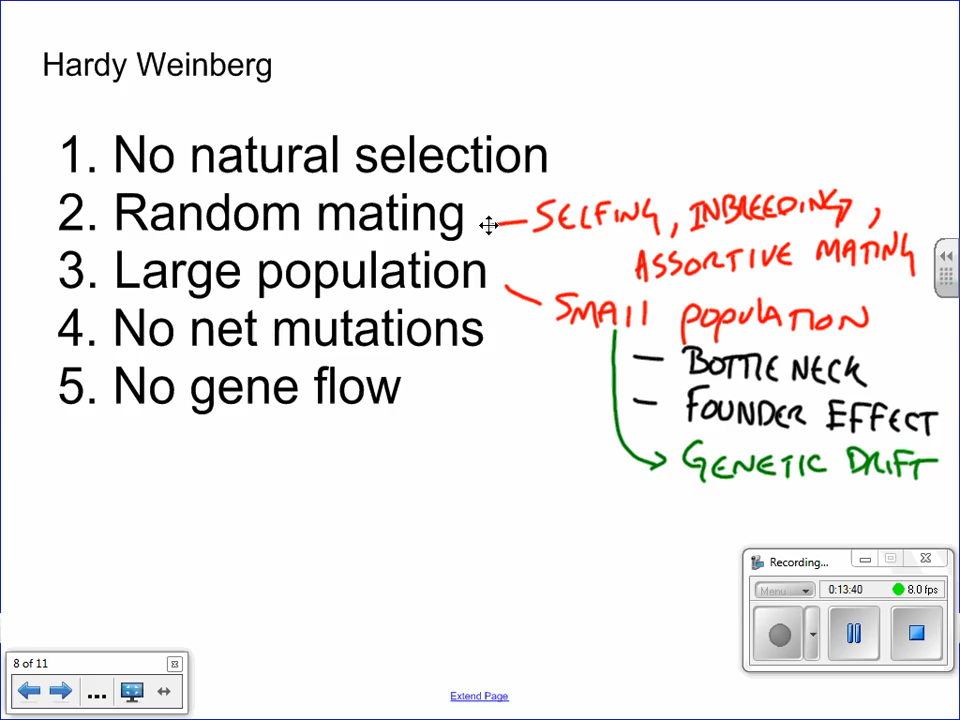 Hardy Weinberg
1. No natural selection
2. Random mating
3. Large population
4. No net mutations
5. No gene flow
— SELFING, INBREEDING,
ASSORTIVE MATING
SMALL POPULATION
— BOTTLE NECK
— FOUNDER EFFECT
GENETIC DRIFT
Recording...
Menu
0:13:40
8.0 fps
8 of 11
...
Extend Page